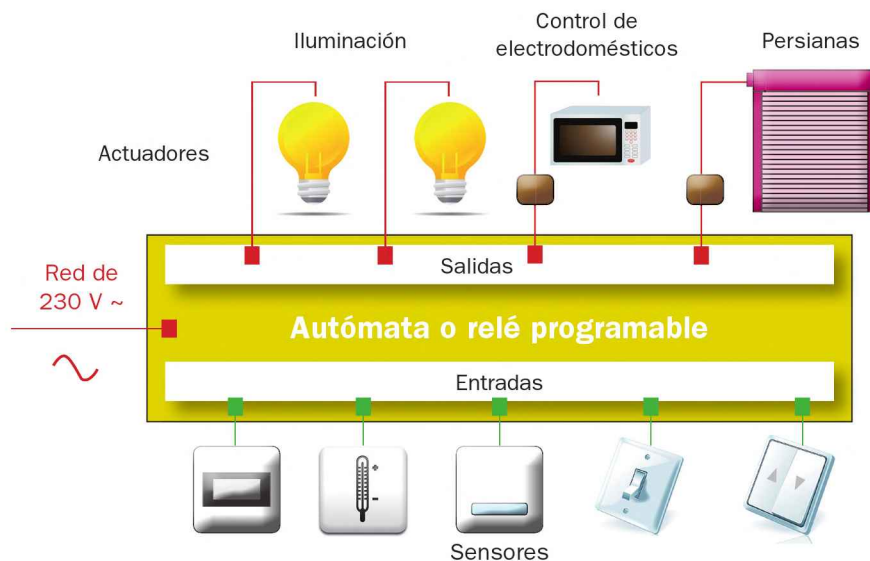 Iluminación
Control de
electrodomésticos
Persianas
Actuadores
Salidas
Red de
230 V ~
Autómata o relé programable
Entradas
Sensores